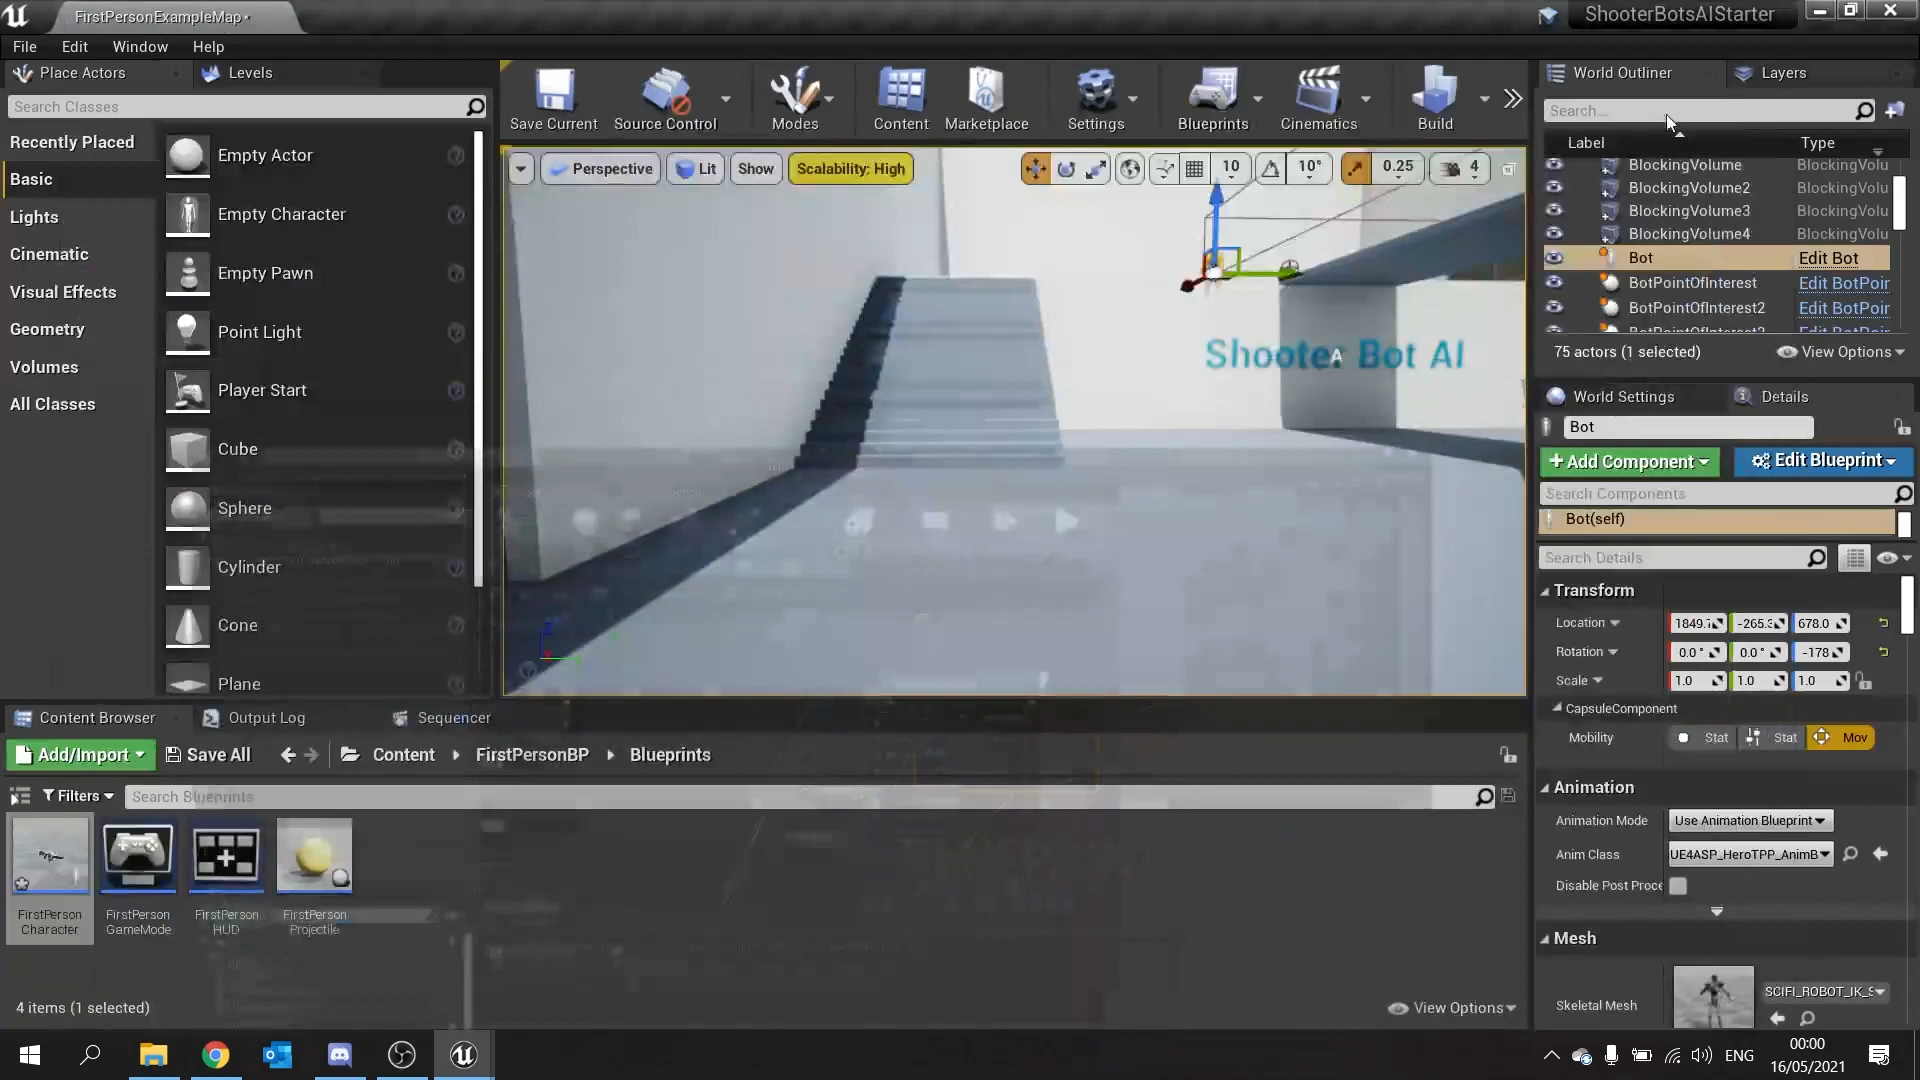 FirstPersonExampleMap•
ShooterBotsAIStarter
File Edit Window Help
Place Actors
Levels
Search Classes
Recently Placed
Basic
Lights
Cinematic
Visual Effects
Geometry
Volumes
All Classes
Empty Actor
Empty Character
Empty Pawn
Point Light
Player Start
Cube
Sphere
Cylinder
Cone
Plane
Save Current
Source Control
Modes
Content
Marketplace
Settings
Blueprints
Cinematics
Build
Perspective
Lit
Show
Scalability: High
10
10°
0.25
4
Shooter Bot AI
World Outliner
Layers
Search...
Label Type
BlockingVolume BlockingVolu
BlockingVolume2 BlockingVolu
BlockingVolume3 BlockingVolu
BlockingVolume4 BlockingVolu
Bot Edit Bot
BotPointOfInterest Edit BotPoir
BotPointOfInterest2 Edit BotPoir
75 actors (1 selected)
View Options
World Settings
Details
Bot
+ Add Component
Edit Blueprint
Search Components
Bot(self)
Search Details
Transform
Location 1849. -265. 678.0
Rotation 0.0 ° 0.0 ° -178
Scale 1.0 1.0 1.0
CapsuleComponent
Mobility Stat Stat Mov
Animation
Animation Mode Use Animation Blueprint
Anim Class UE4ASP_HeroTPP_AnimB
Disable Post Proce
Mesh
Skeletal Mesh SCIFI_ROBOT_IK_S
Content Browser
Output Log
Sequencer
Add/Import
Save All
Content
FirstPersonBP
Blueprints
Filters
Search Blueprints
FirstPerson
Character
FirstPerson
GameMode
FirstPerson
HUD
FirstPerson
Projectile
4 items (1 selected)
View Options
ENG
00:00
16/05/2021